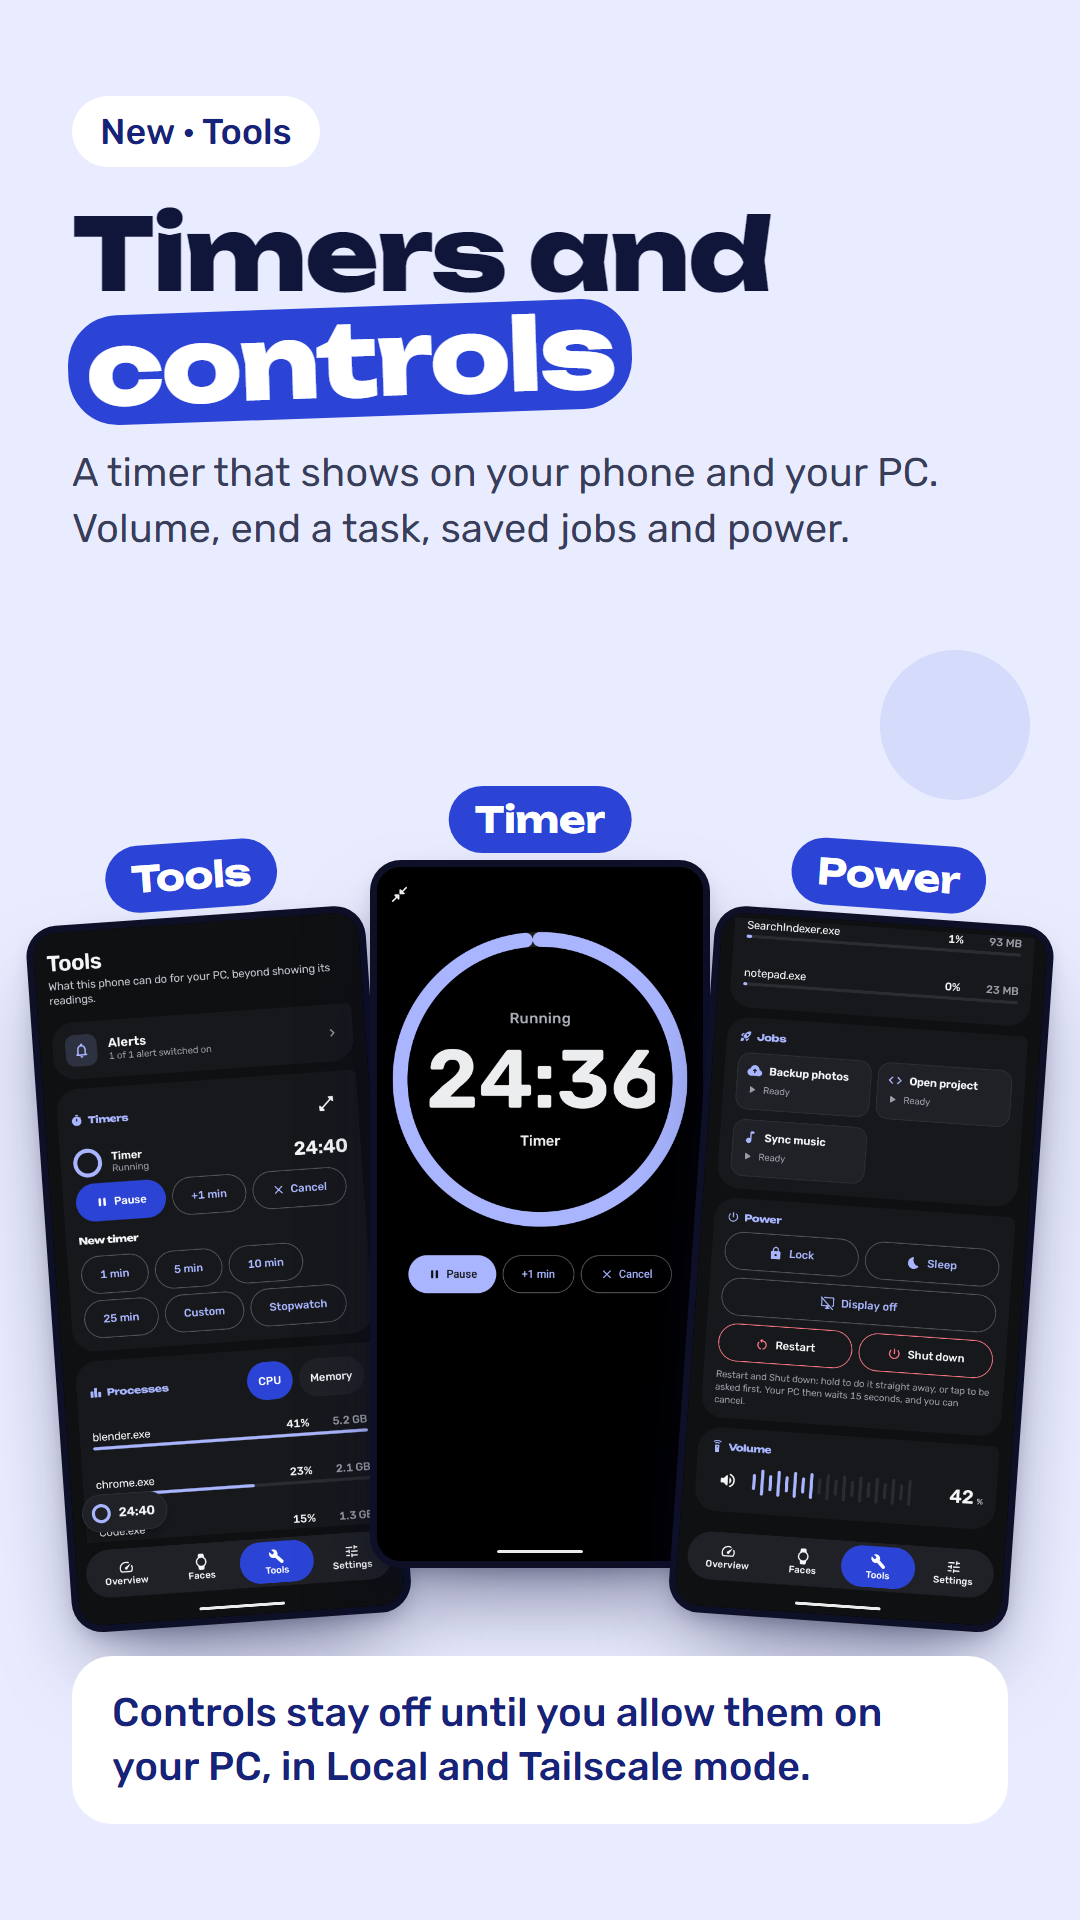 New • Tools
Timers and
controls
A timer that shows on your phone and your PC.
Volume, end a task, saved jobs and power.
Tools
Timer
Power
Tools
What this phone can do for your PC, beyond showing its
readings.
Alerts
1 of 1 alert switched on
Timers
Timer
Running
24:40
Pause
+1 min
Cancel
New timer
1 min
5 min
10 min
25 min
Custom
Stopwatch
Processes
CPU
Memory
blender.exe
41%
5.2 GB
chrome.exe
23%
2.1 GB
24:40
Code.exe
15%
1.3 GB
Overview
Faces
Tools
Settings
Running
24:36
Timer
Pause
+1 min
Cancel
SearchIndexer.exe
1%
93 MB
notepad.exe
0%
23 MB
Jobs
Backup photos
Ready
Open project
Ready
Sync music
Ready
Power
Lock
Sleep
Display off
Restart
Shut down
Restart and Shut down: hold to do it straight away, or tap to be
asked first. Your PC then waits 15 seconds, and you can
cancel.
Volume
42 %
Overview
Faces
Tools
Settings
Controls stay off until you allow them on
your PC, in Local and Tailscale mode.